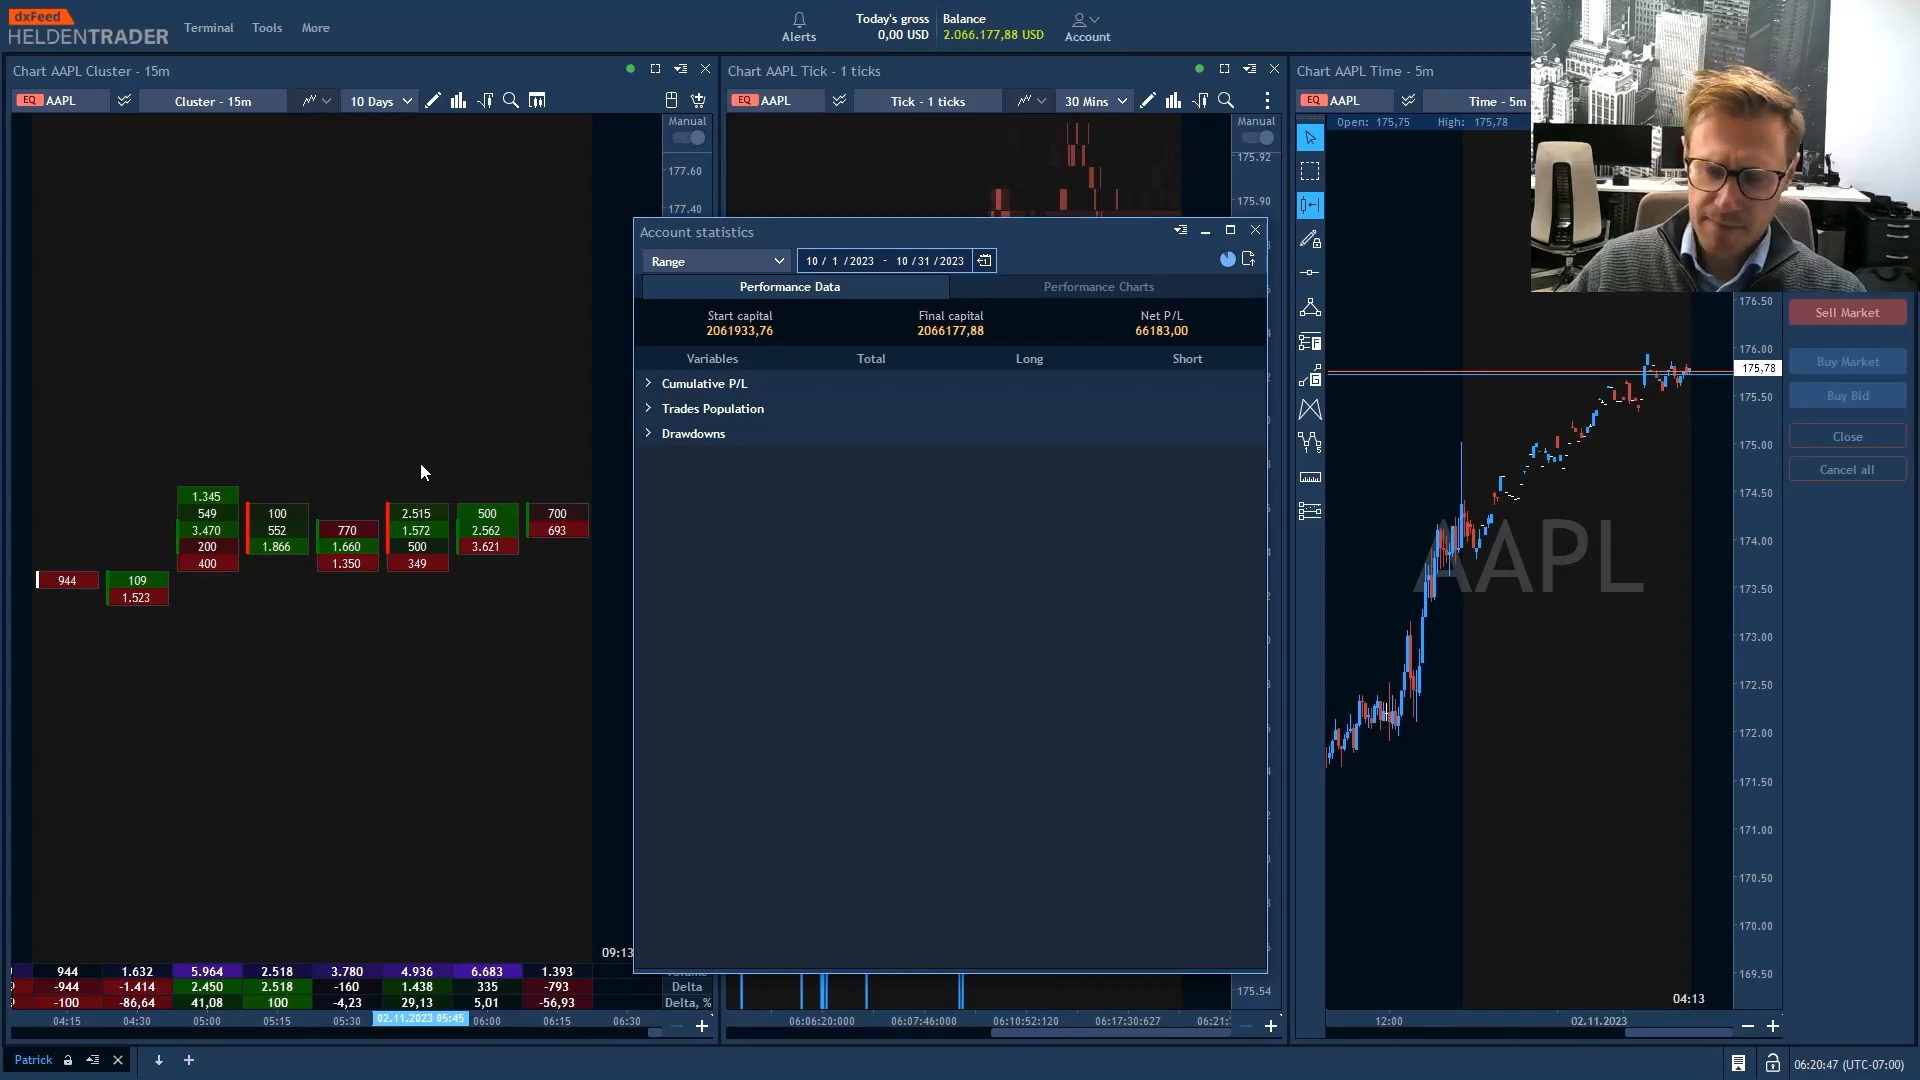 dxFeed
HELDENTRADER
Terminal Tools More
Alerts
Today's gross
0,00 USD
Balance
2.066.177,88 USD
Account
Chart AAPL Cluster - 15m
EQ AAPL
Cluster - 15m
10 Days
Manual
177.60
177.40
1.345
549 100 2.515 500 700
3.470 552 770 1.572 2.562 693
200 1.866 1.660 500 3.621
400 1.350 349
944 109
1.523
09:13
944 1.632 5.964 2.518 3.780 4.936 6.683 1.393
-944 -1.414 2.450 2.518 -160 1.438 335 -793 Delta
-100 -86,64 41,08 100 -4,23 29,13 5,01 -56,93 Delta, %
04:15 04:30 05:00 05:15 05:30 02.11.2023 05:45 06:00 06:15 06:30
Chart AAPL Tick - 1 ticks
EQ AAPL
Tick - 1 ticks
30 Mins
Manual
175.92
175.90
175.54
06:06:20:000 06:07:46:000 06:10:52:120 06:17:30:627 06:21:
Account statistics
Range
10 / 1 /2023 - 10 /31 /2023
Performance Data Performance Charts
Start capital Final capital Net P/L
2061933,76 2066177,88 66183,00
Variables Total Long Short
Cumulative P/L
Trades Population
Drawdowns
Chart AAPL Time - 5m
EQ AAPL
Time - 5m
Open: 175,75 High: 175,78
AAPL
176.50
176.00
175,78
175.50
175.00
174.50
174.00
173.50
173.00
172.50
172.00
171.50
171.00
170.50
170.00
169.50
04:13
12:00 02.11.2023
Sell Market
Buy Market
Buy Bid
Close
Cancel all
Patrick
06:20:47 (UTC-07:00)